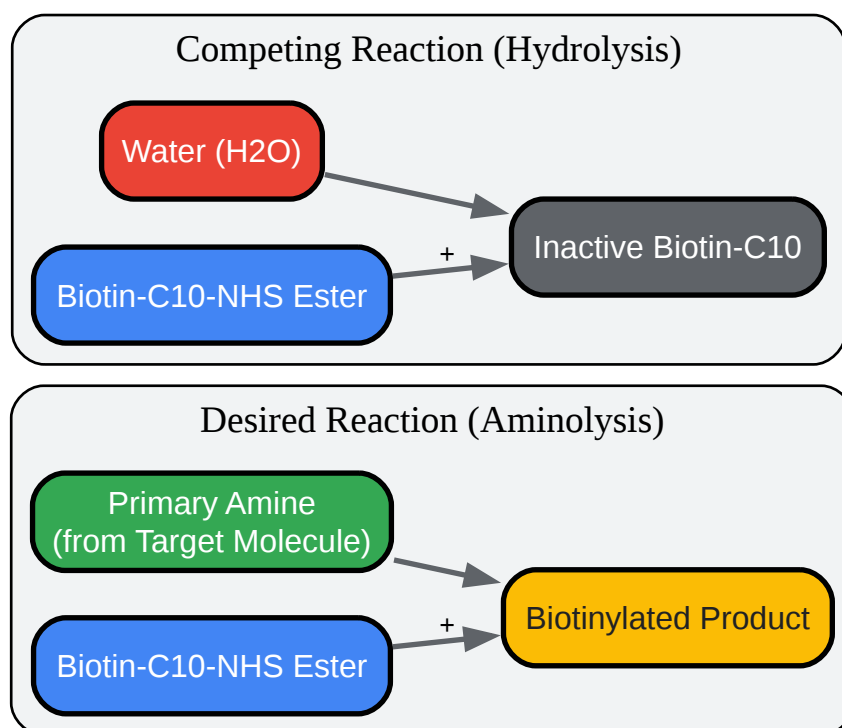 Competing Reaction (Hydrolysis)
Water (H2O)
Inactive Biotin-C10
+
Biotin-C10-NHS Ester
Desired Reaction (Aminolysis)
Primary Amine
(from Target Molecule)
Biotinylated Product
+
Biotin-C10-NHS Ester